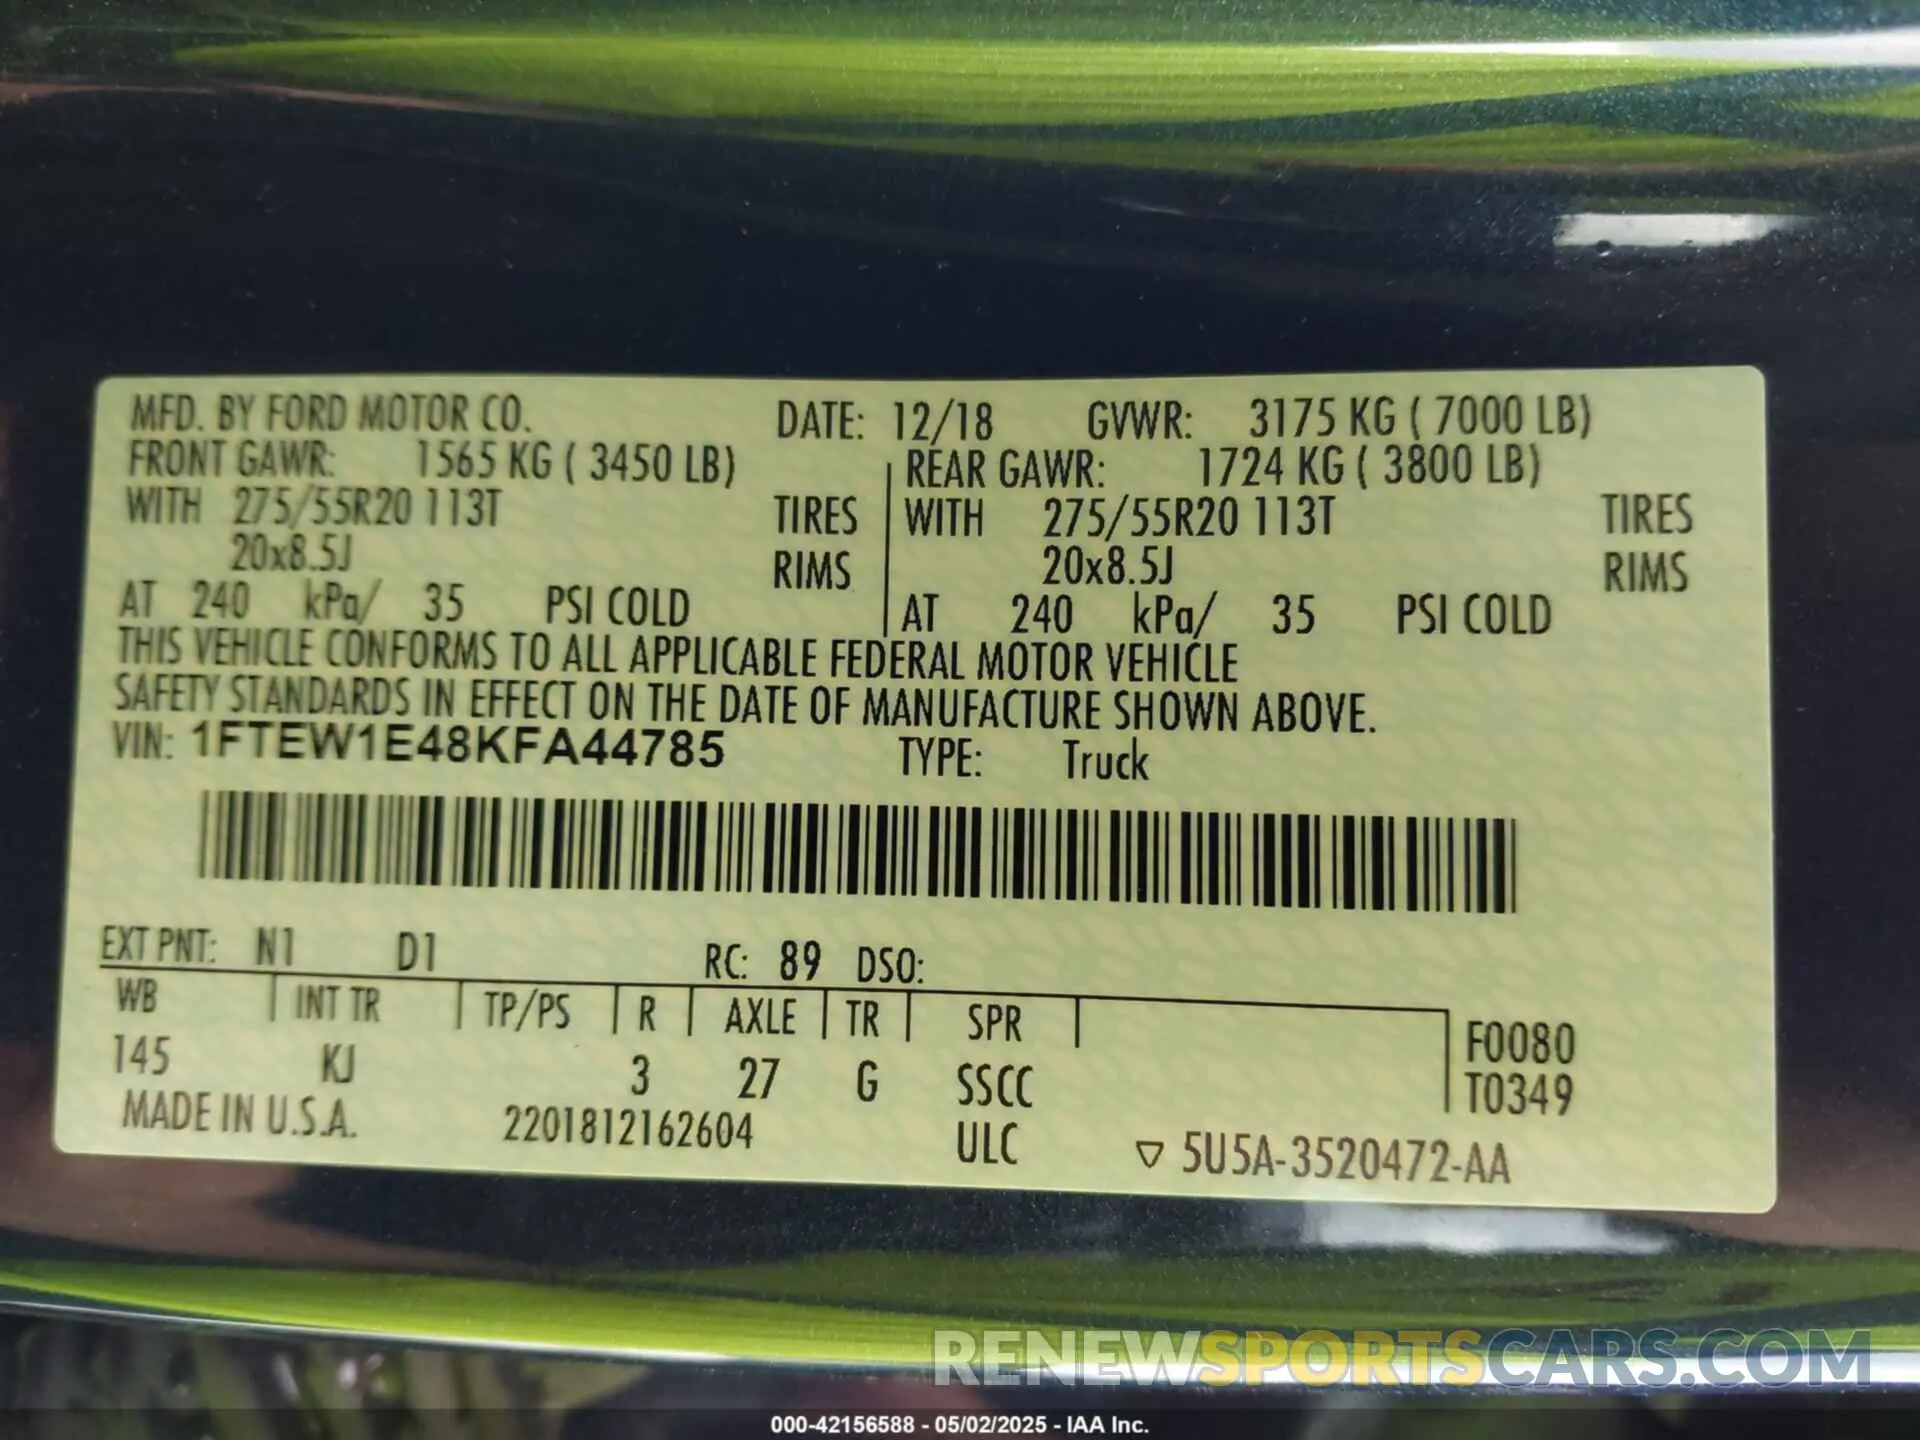 MFD. BY FORD MOTOR CO. DATE: 12/18 GVWR: 3175 KG ( 7000 LB)
FRONT GAWR: 1565 KG ( 3450 LB) REAR GAWR: 1724 KG ( 3800 LB)
WITH 275/55R20 113T TIRES WITH 275/55R20 113T TIRES
20x8.5J RIMS 20x8.5J RIMS
AT 240 kPa/ 35 PSI COLD AT 240 kPa/ 35 PSI COLD
THIS VEHICLE CONFORMS TO ALL APPLICABLE FEDERAL MOTOR VEHICLE
SAFETY STANDARDS IN EFFECT ON THE DATE OF MANUFACTURE SHOWN ABOVE.
VIN: 1FTEW1E48KFA44785 TYPE: Truck
EXT PNT: N1 D1 RC: 89 DSO:
WB INT TR TP/PS R AXLE TR SPR F0080
145 KJ 3 27 G SSCC T0349
MADE IN U.S.A. 2201812162604 ULC ▽ 5U5A-3520472-AA
RENEWSPORTSCARS.COM
000-42156588 - 05/02/2025 - IAA Inc.